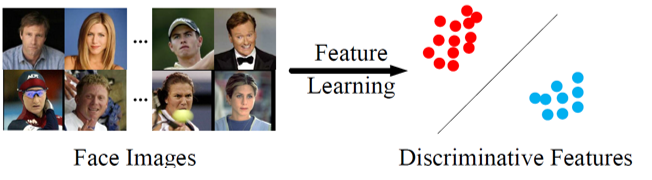 Feature
Learning
Face Images
Discriminative Features